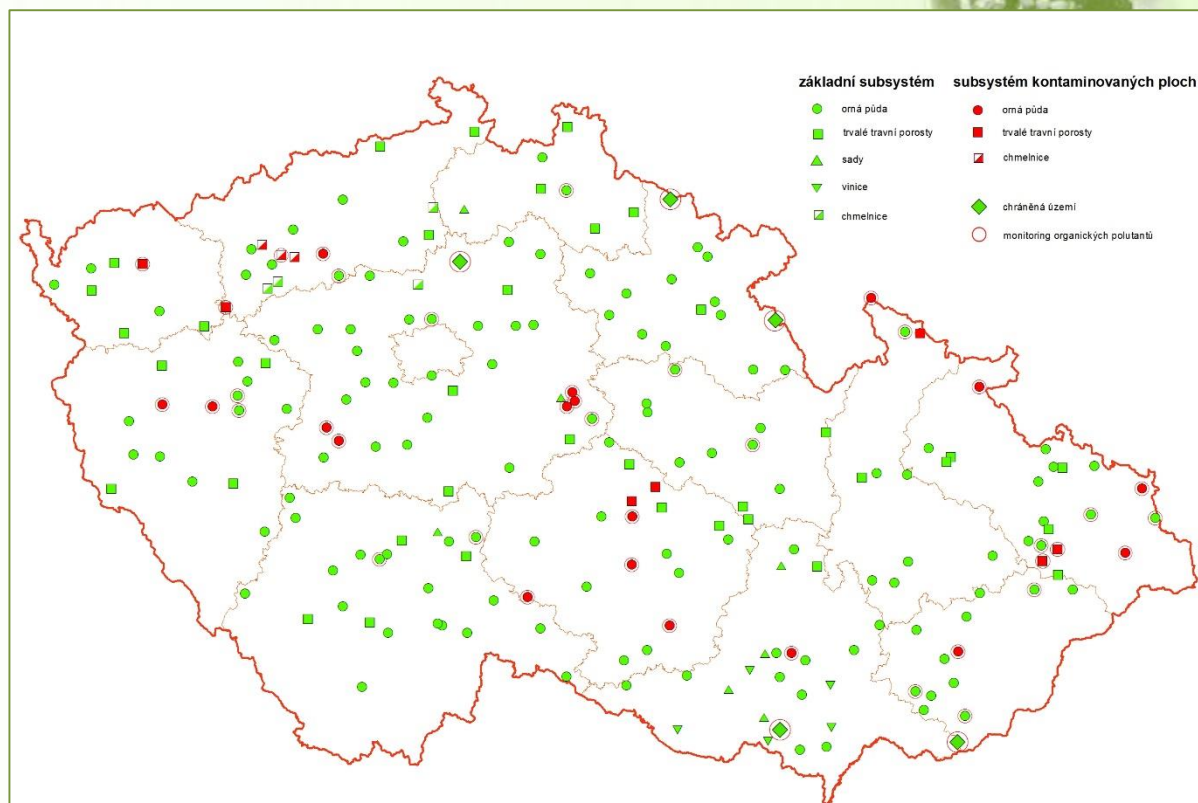 základní subsystém
orná půda
trvalé travní porosty
sady
vinice
chmelnice
subsystém kontaminovaných ploch
orná půda
trvalé travní porosty
chmelnice
chráněná území
monitoring organických polutantů